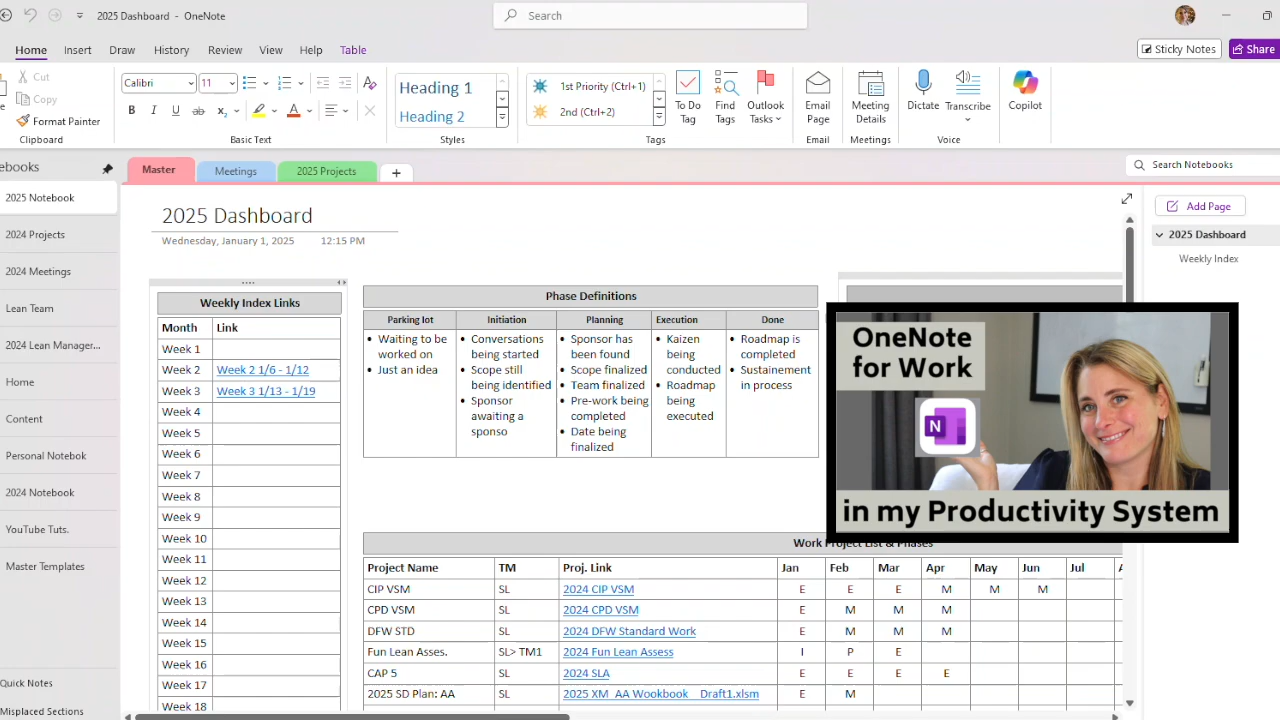 2025 Dashboard - OneNote
Search
Home Insert Draw History Review View Help Table
Sticky Notes Share
Cut
Copy
Format Painter
Clipboard
Calibri 11
B I U ab x
Basic Text
Heading 1
Heading 2
Styles
1st Priority (Ctrl+1)
2nd (Ctrl+2)
To Do
Tag
Find
Tags
Outlook
Tasks
Tags
Email
Page
Email
Meeting
Details
Meetings
Dictate
Transcribe
Voice
Copilot
ebooks
Master Meetings 2025 Projects +
Search Notebooks
2025 Notebook
2024 Projects
2024 Meetings
Lean Team
2024 Lean Manager...
Home
Content
Personal Notebok
2024 Notebook
YouTube Tuts.
Master Templates
Quick Notes
Misplaced Sections
2025 Dashboard
Wednesday, January 1, 2025 12:15 PM
Weekly Index Links
Month Link
Week 1
Week 2 Week 2 1/6 - 1/12
Week 3 Week 3 1/13 - 1/19
Week 4
Week 5
Week 6
Week 7
Week 8
Week 9
Week 10
Week 11
Week 12
Week 13
Week 14
Week 15
Week 16
Week 17
Week 18
Phase Definitions
Parking lot Initiation Planning Execution Done
• Waiting to be
worked on
• Just an idea
• Conversations
being started
• Scope still
being identified
• Sponsor
awaiting a
sponso
• Sponsor has
been found
• Scope finalized
• Team finalized
• Pre-work being
completed
• Date being
finalized
• Kaizen
being
conducted
• Roadmap
being
executed
• Roadmap is
completed
• Sustainement
in process
Work Project List & Phases
Project Name TM Proj. Link Jan Feb Mar Apr May Jun Jul A
CIP VSM SL 2024 CIP VSM E E E M M M
CPD VSM SL 2024 CPD VSM E M M M
DFW STD SL 2024 DFW Standard Work E M M M
Fun Lean Asses. SL> TM1 2024 Fun Lean Assess I P E
CAP 5 SL 2024 SLA E E E E
2025 SD Plan: AA SL 2025 XM_AA Wookbook__Draft1.xlsm E M
OneNote
for Work
N
in my Productivity System
Add Page
2025 Dashboard
Weekly Index